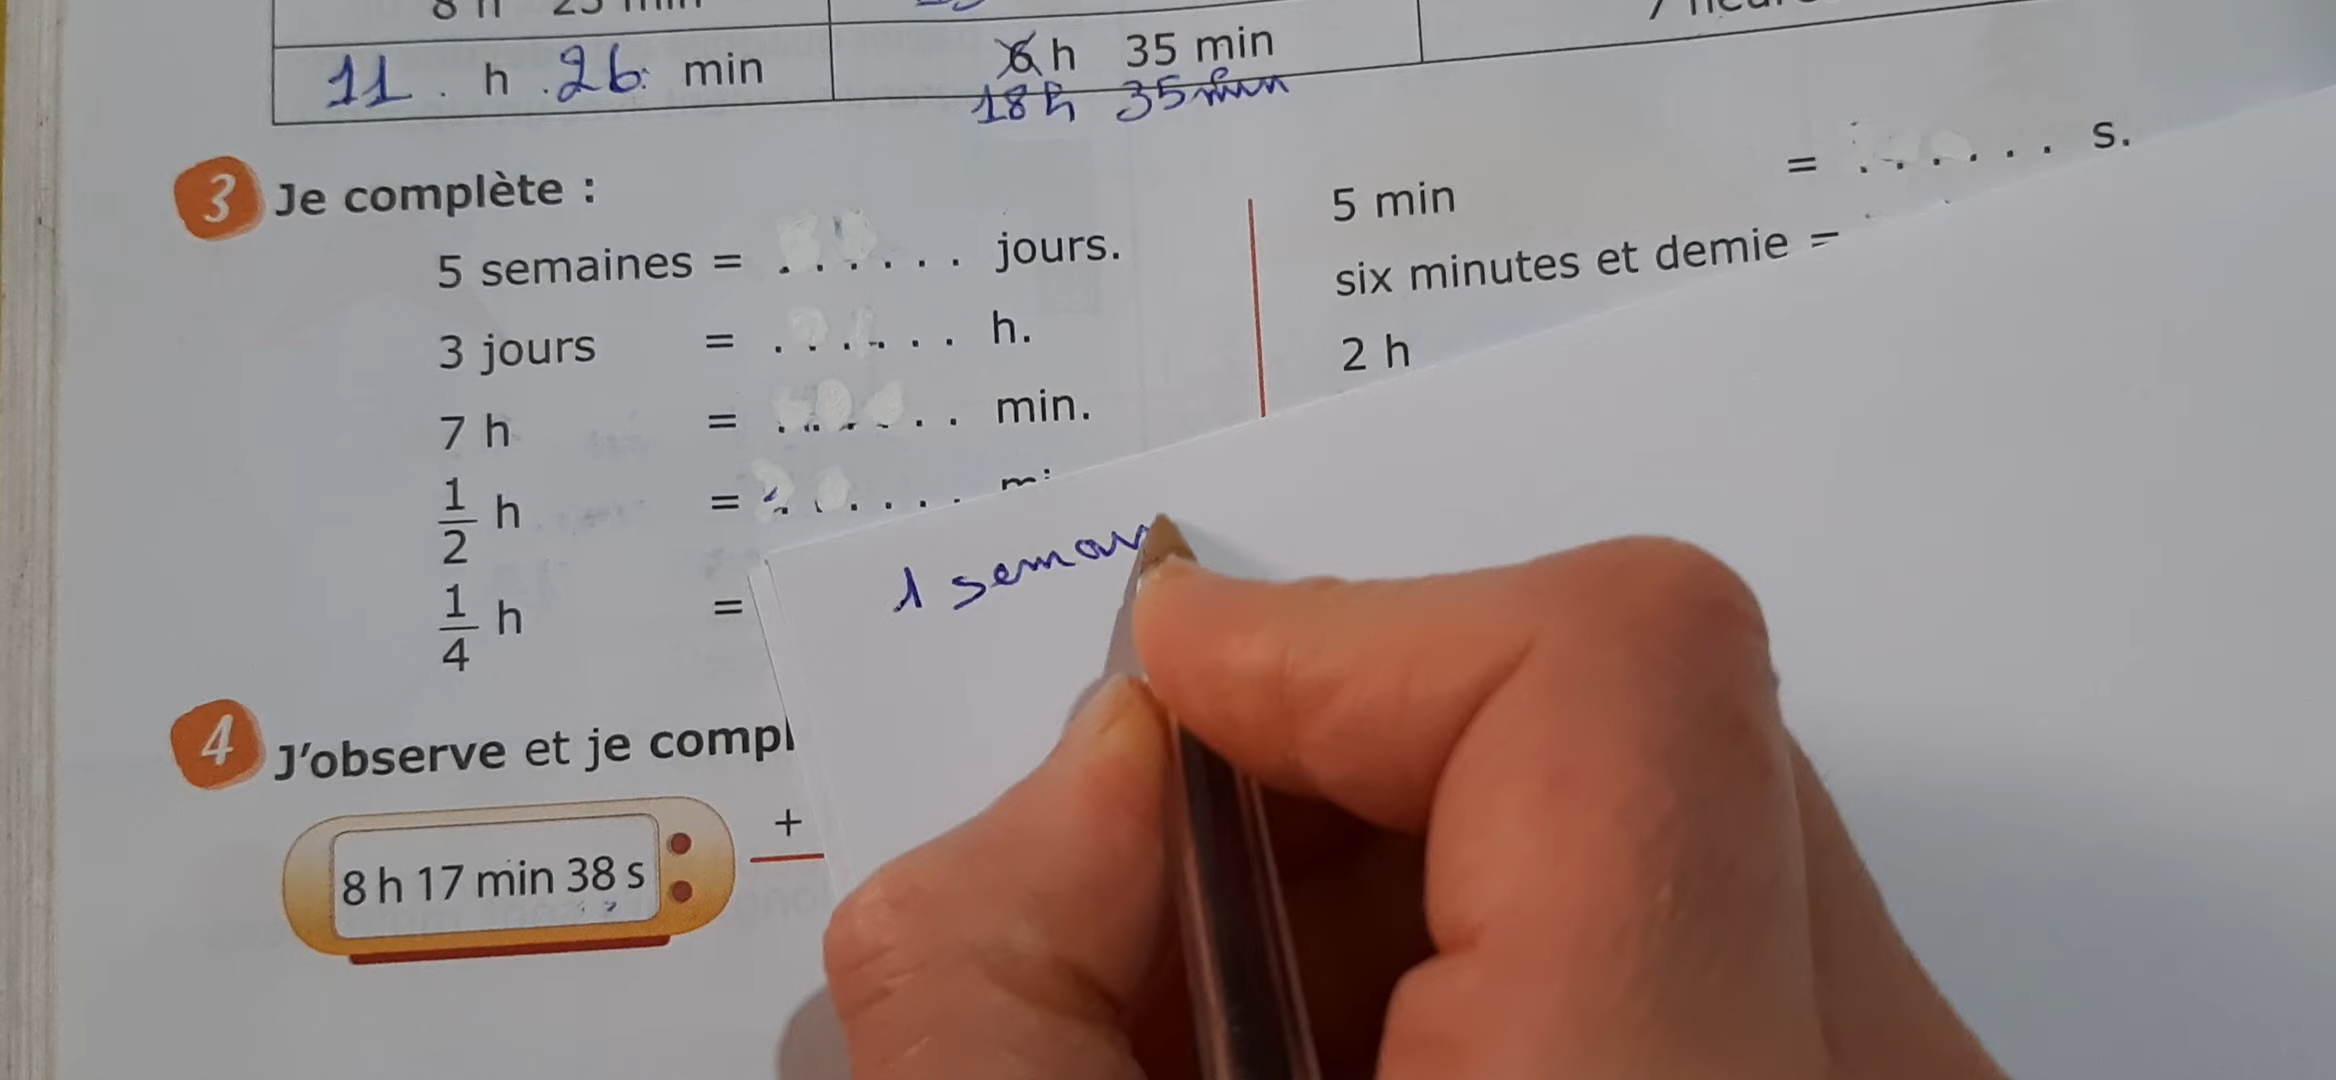 11 . h . 26 . min
6 h 35 min
18 h 35 min
3 Je complète :
5 semaines = . . . . . . jours.
3 jours = . . . . . . h.
7 h = . . . . . . min.
1/2 h = . . . . . .
1/4 h =
5 min = . . . . . . s.
six minutes et demie =
2 h
1 seman
4 J'observe et je compl
8 h 17 min 38 s
+